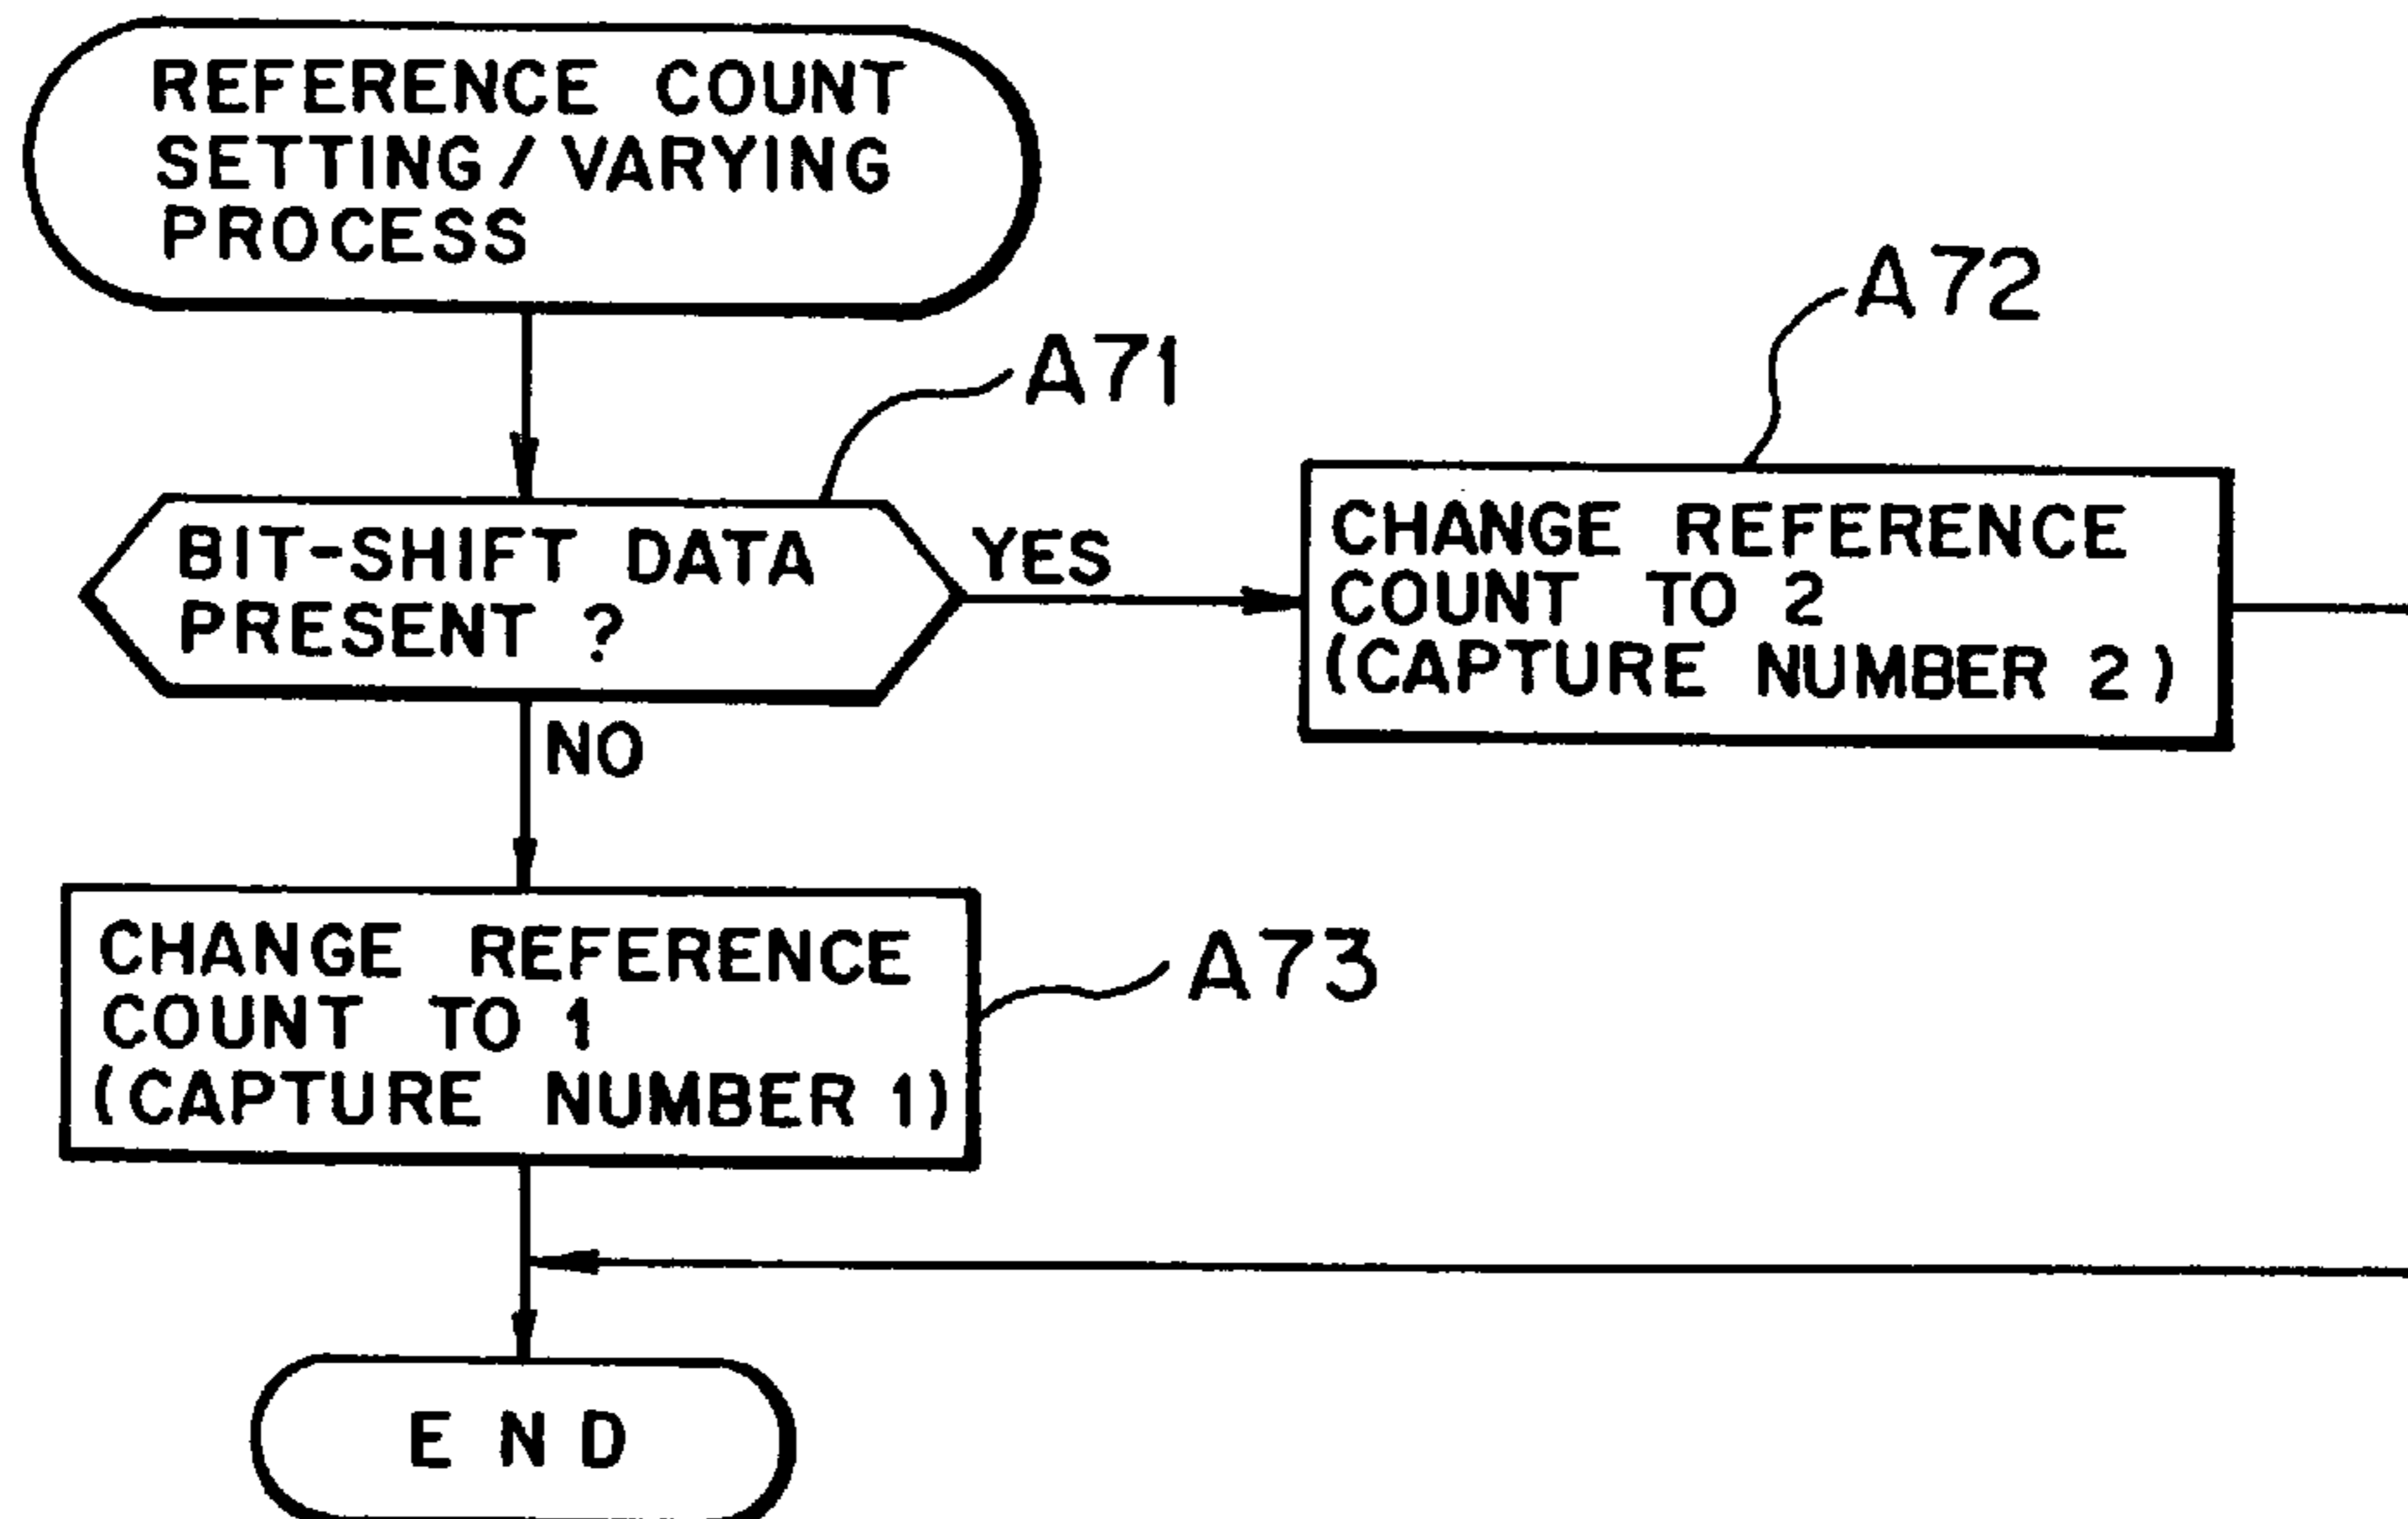 REFERENCE COUNT
SETTING/VARYING
PROCESS
A71
A72
BIT-SHIFT DATA
PRESENT ?
YES
CHANGE REFERENCE
COUNT TO 2
(CAPTURE NUMBER 2)
NO
CHANGE REFERENCE
COUNT TO 1
(CAPTURE NUMBER 1)
A73
END